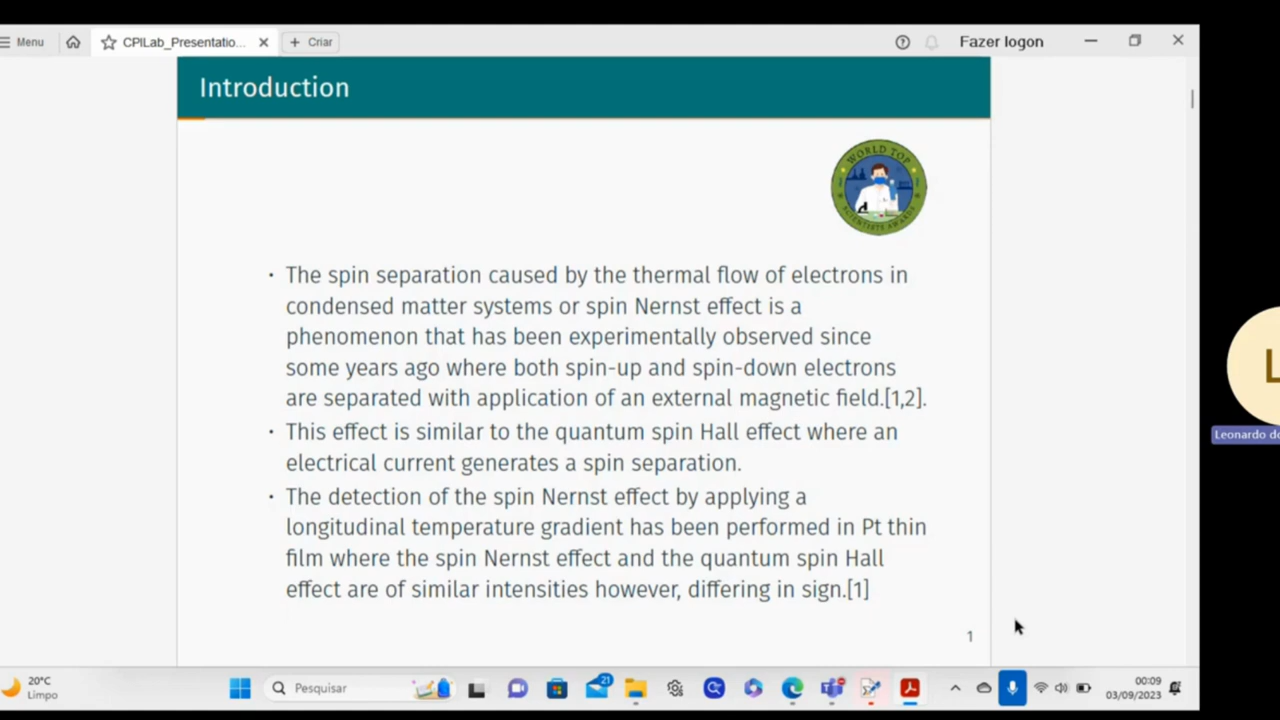 Menu
CPILab_Presentatio...
Criar
Fazer logon
Introduction
WORLD TOP
SCIENTISTS AWARDS
· The spin separation caused by the thermal flow of electrons in
condensed matter systems or spin Nernst effect is a
phenomenon that has been experimentally observed since
some years ago where both spin-up and spin-down electrons
are separated with application of an external magnetic field.[1,2].
· This effect is similar to the quantum spin Hall effect where an
electrical current generates a spin separation.
· The detection of the spin Nernst effect by applying a
longitudinal temperature gradient has been performed in Pt thin
film where the spin Nernst effect and the quantum spin Hall
effect are of similar intensities however, differing in sign.[1]
1
L
Leonardo do
20°C
Limpo
Pesquisar
21
00:09
03/09/2023